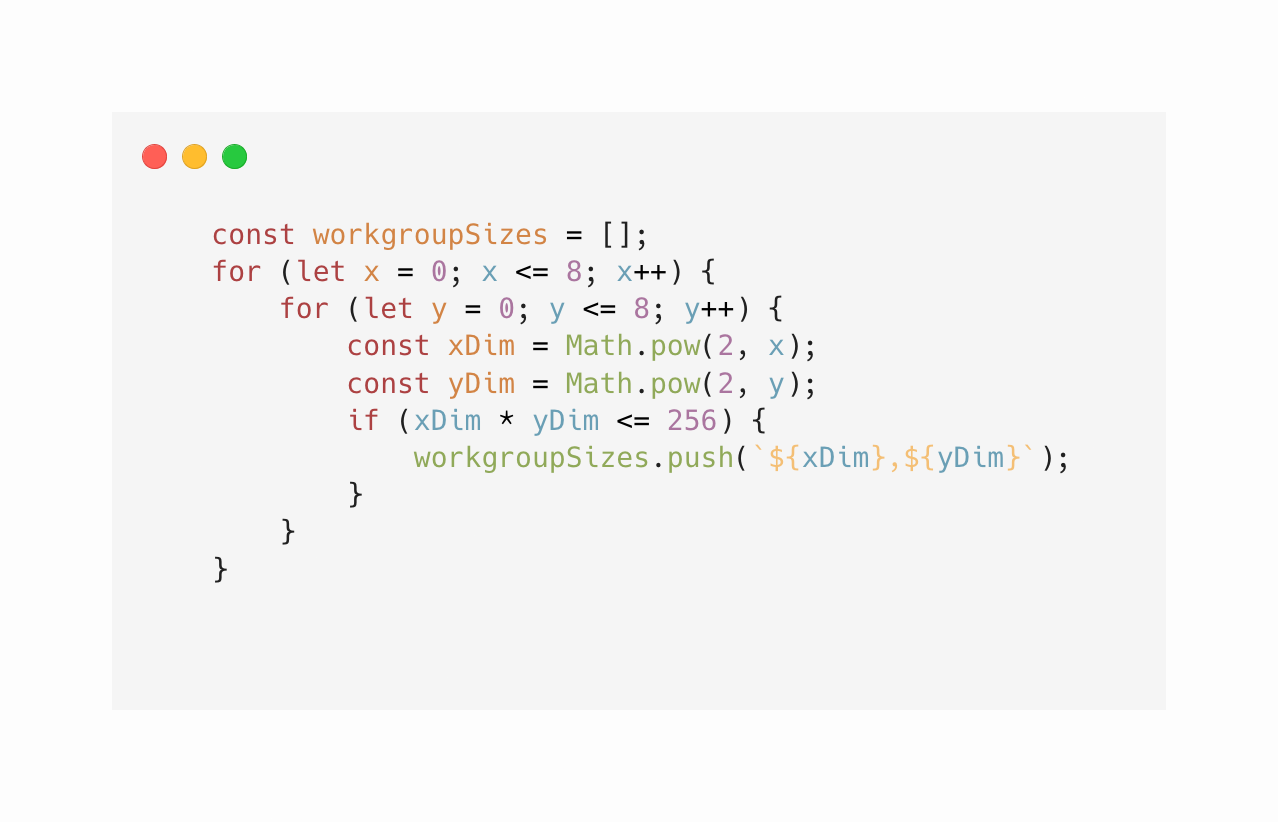 const workgroupSizes = [];
for (let x = 0; x <= 8; x++) {
    for (let y = 0; y <= 8; y++) {
        const xDim = Math.pow(2, x);
        const yDim = Math.pow(2, y);
        if (xDim * yDim <= 256) {
            workgroupSizes.push(`${xDim},${yDim}`);
        }
    }
}